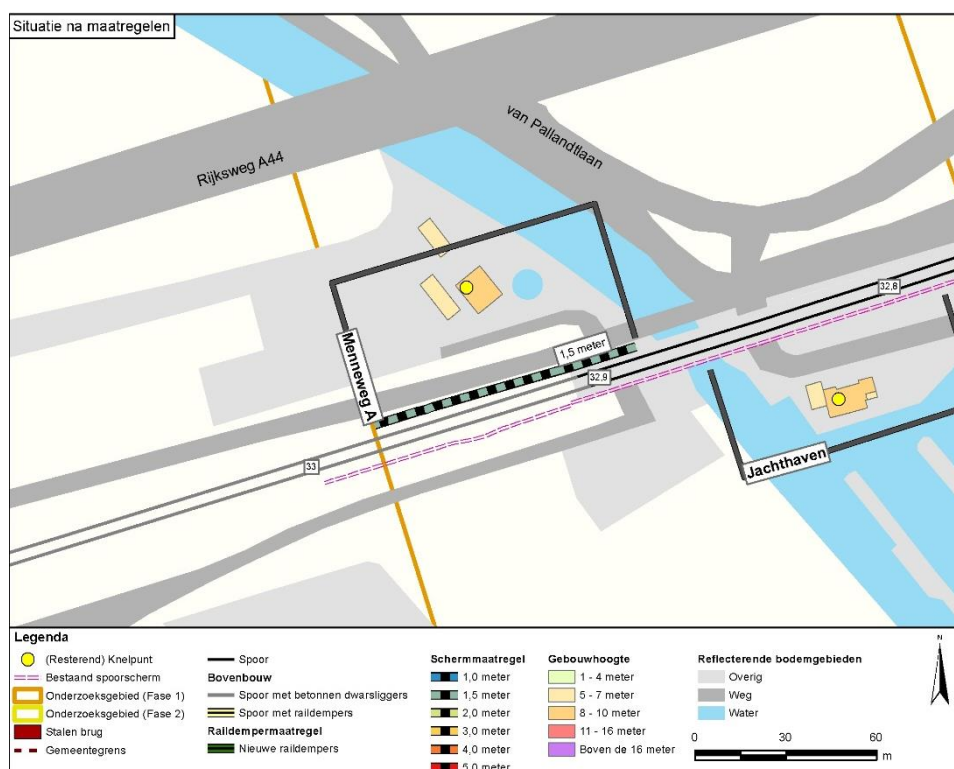 Situatie na maatregelen
van Pallandtlaan
Rijksweg A44
32,8
1,5 meter
Menneweg A
32,9
33
Jachthaven
Legenda
(Resterend) Knelpunt
Bestaand spoorscherm
Onderzoeksgebied (Fase 1)
Onderzoeksgebied (Fase 2)
Stalen brug
Gemeentegrens
Spoor
Bovenbouw
Spoor met betonnen dwarsliggers
Spoor met raildempers
Raildempermaatregel
Nieuwe raildempers
Schermmaatregel
1,0 meter
1,5 meter
2,0 meter
3,0 meter
4,0 meter
5,0 meter
Gebouwhoogte
1 - 4 meter
5 - 7 meter
8 - 10 meter
11 - 16 meter
Boven de 16 meter
Reflecterende bodemgebieden
Overig
Weg
Water
0 30 60
m
N